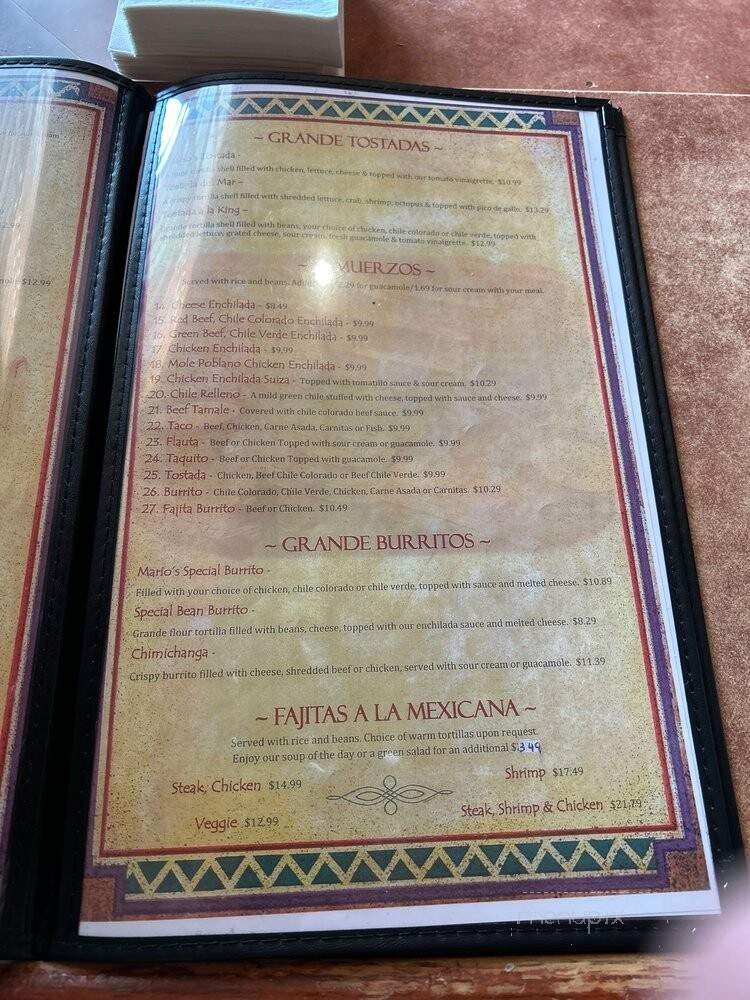 ~ GRANDE TOSTADAS ~
shell filled with chicken, lettuce, cheese & topped with our tomato vinaigrette. $10.99
Mar ~
shell filled with shredded lettuce, crab, shrimp, octopus & topped with pico de gallo. $13.29
a la King ~
Grande tortilla shell filled with beans, your choice of chicken, chile colorado or chile verde, topped with
shredded lettuce, grated cheese, sour cream, fresh guacamole & tomato vinaigrette. $12.99
MUERZOS ~
Served with rice and beans. .29 for guacamole/1.69 for sour cream with your meal.
14. Cheese Enchilada - $8.49
15. Red Beef, Chile Colorado Enchilada - $9.99
16. Green Beef, Chile Verde Enchilada - $9.99
17. Chicken Enchilada - $9.99
18. Mole Poblano Chicken Enchilada - $9.99
19. Chicken Enchilada Suiza - Topped with tomatillo sauce & sour cream. $10.29
20. Chile Relleno - A mild green chile stuffed with cheese, topped with sauce and cheese. $9.99
21. Beef Tamale - Covered with chile colorado beef sauce. $9.99
22. Taco - Beef, Chicken, Carne Asada, Carnitas or Fish. $9.99
23. Flauta - Beef or Chicken Topped with sour cream or guacamole. $9.99
24. Taquito - Beef or Chicken Topped with guacamole. $9.99
25. Tostada - Chicken, Beef Chile Colorado or Beef Chile Verde. $9.99
26. Burrito - Chile Colorado, Chile Verde, Chicken, Carne Asada or Carnitas. $10.29
27. Fajita Burrito - Beef or Chicken. $10.49
~ GRANDE BURRITOS ~
Mario's Special Burrito -
Filled with your choice of chicken, chile colorado or chile verde, topped with sauce and melted cheese. $10.89
Special Bean Burrito -
Grande flour tortilla filled with beans, cheese, topped with our enchilada sauce and melted cheese. $8.29
Chimichanga -
Crispy burrito filled with cheese, shredded beef or chicken, served with sour cream or guacamole. $11.39
~ FAJITAS A LA MEXICANA ~
Served with rice and beans. Choice of warm tortillas upon request.
Enjoy our soup of the day or a green salad for an additional $3.49
Steak, Chicken $14.99
Shrimp $17.49
Veggie $12.99
Steak, Shrimp & Chicken $21.79
$12.99